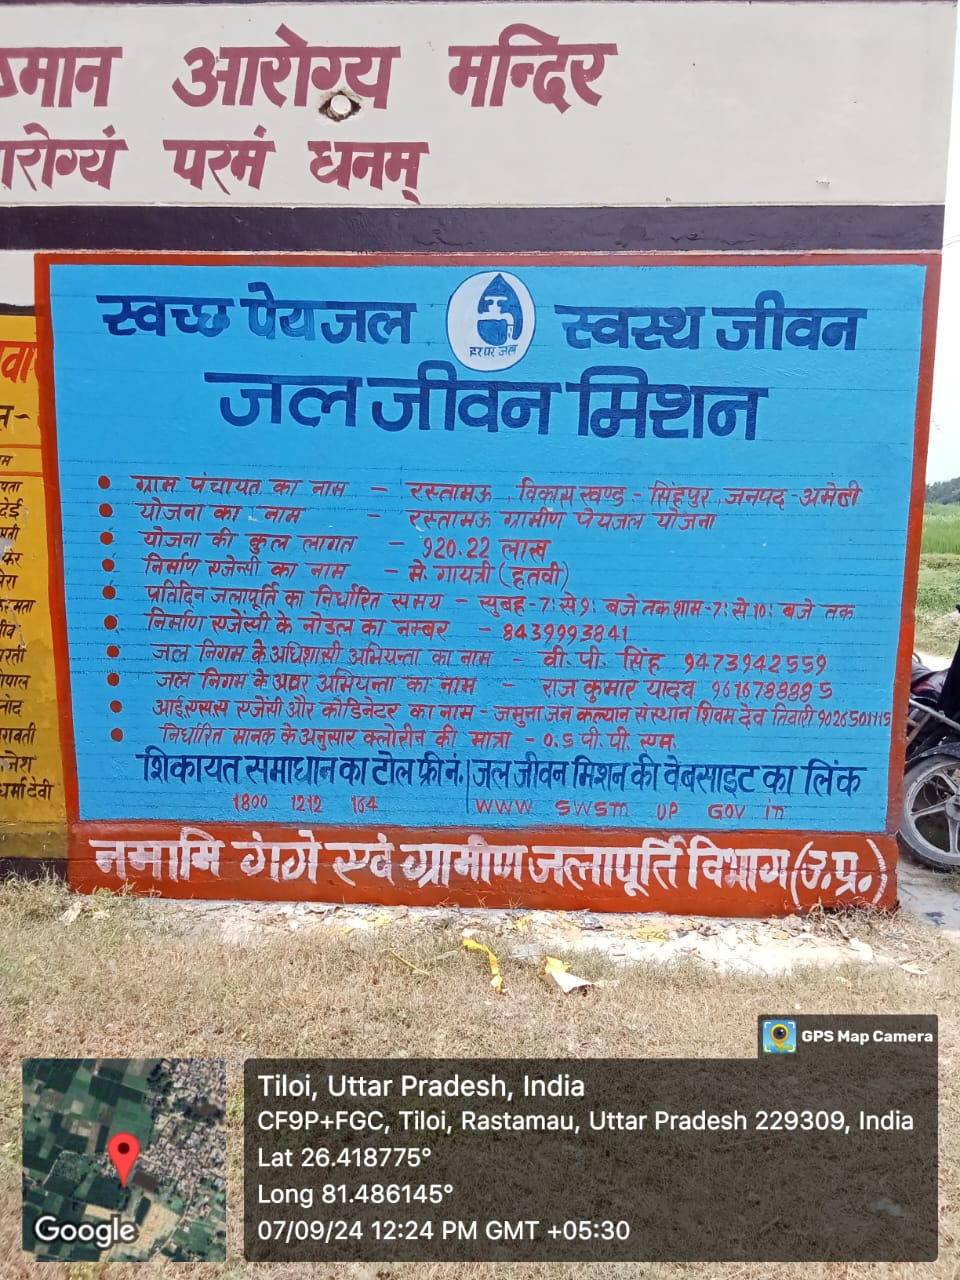 आरोग्य मन्दिर
परमं धनम्
स्वच्छ पेयजल स्वस्थ जीवन
हर घर जल
जल जीवन मिशन
• ग्राम पंचायत का नाम – रस्तामऊ, विकास खण्ड - सिंहपुर, जनपद - अमेठी
• योजना का नाम – रस्तामऊ ग्रामीण पेयजल योजना
• योजना की कुल लागत – 920.22 लाख
• निर्माण एजेन्सी का नाम – मे. गायत्री (हतवी)
• प्रतिदिन जलापूर्ति का निर्धारित समय – सुबह - 7: से 9: बजे तक शाम - 7: से 10: बजे तक
• निर्माण एजेंसी के नोडल का नम्बर – 8439993841
• जल निगम के अधिशासी अभियन्ता का नाम – वी. पी. सिंह 9473942559
• जल निगम के अवर अभियन्ता का नाम – राज कुमार यादव 9616788885
• आई.एस.ए एजेंसी और कोडिनेटर का नाम - जमुना जन कल्याण संस्थान शिवम देव तिवारी
• निर्धारित मानक के अनुसार क्लोरीन की मात्रा - 0.5 पी. पी. एम.
शिकायत समाधान का टोल फ्री नं. | जल जीवन मिशन की वेबसाइट का लिंक
1800 1212 164 | www swsm up Gov in
नमामि गंगे एवं ग्रामीण जलापूर्ति विभाग (उ.प्र.)
GPS Map Camera
Tiloi, Uttar Pradesh, India
CF9P+FGC, Tiloi, Rastamau, Uttar Pradesh 229309, India
Lat 26.418775°
Long 81.486145°
07/09/24 12:24 PM GMT +05:30
Google